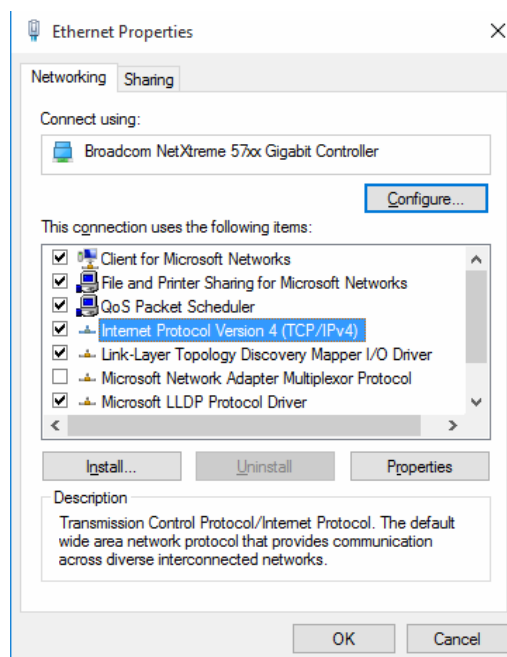 Ethernet Properties
Networking
Sharing
Connect using:
Broadcom NetXtreme 57xx Gigabit Controller
Configure...
This connection uses the following items:
Client for Microsoft Networks
File and Printer Sharing for Microsoft Networks
QoS Packet Scheduler
Internet Protocol Version 4 (TCP/IPv4)
Link-Layer Topology Discovery Mapper I/O Driver
Microsoft Network Adapter Multiplexor Protocol
Microsoft LLDP Protocol Driver
Install...
Uninstall
Properties
Description
Transmission Control Protocol/Internet Protocol. The default
wide area network protocol that provides communication
across diverse interconnected networks.
OK
Cancel